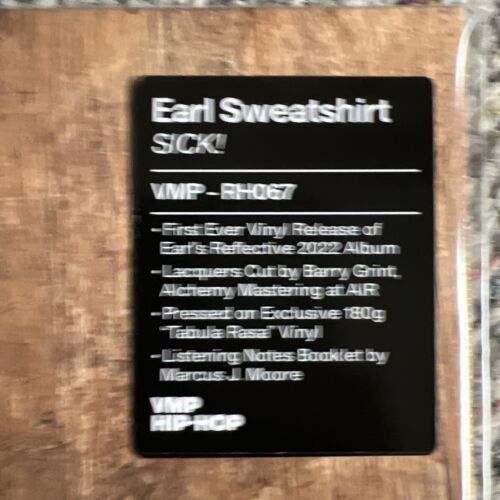 Earl Sweatshirt
SICK!
VMP – RH067
– First Ever Vinyl Release of
Earl's Reflective 2022 Album
– Lacquers Cut by Barry Grint,
Alchemy Mastering at AIR
– Pressed on Exclusive 180g
"Tabula Rasa" Vinyl
– Listening Notes Booklet by
Marcus J. Moore
VMP
HIP-HOP